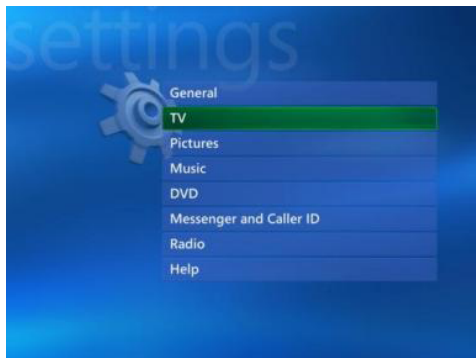 settings
General
TV
Pictures
Music
DVD
Messenger and Caller ID
Radio
Help